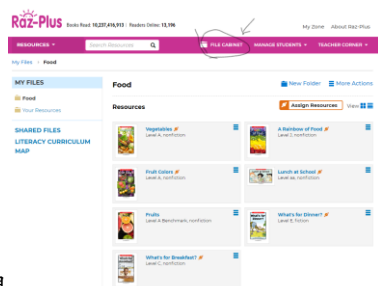 Raz-Plus Books Read: 10,237,416,913 | Readers Online: 13,196 My Zone About Raz-Plus
RESOURCES Search Resources FILE CABINET MANAGE STUDENTS TEACHER CORNER
My Files Food
MY FILES
Food
Your Resources
SHARED FILES
LITERACY CURRICULUM
MAP
Food New Folder More Actions
Resources Assign Resources View
Vegetables
Level A, nonfiction
A Rainbow of Food
Level C, nonfiction
Fruit Colors
Level A, nonfiction
Lunch at School
Level aa, nonfiction
Fruits
Level A Benchmark, nonfiction
What's for Dinner?
Level E, fiction
What's for Breakfast?
Level C, nonfiction